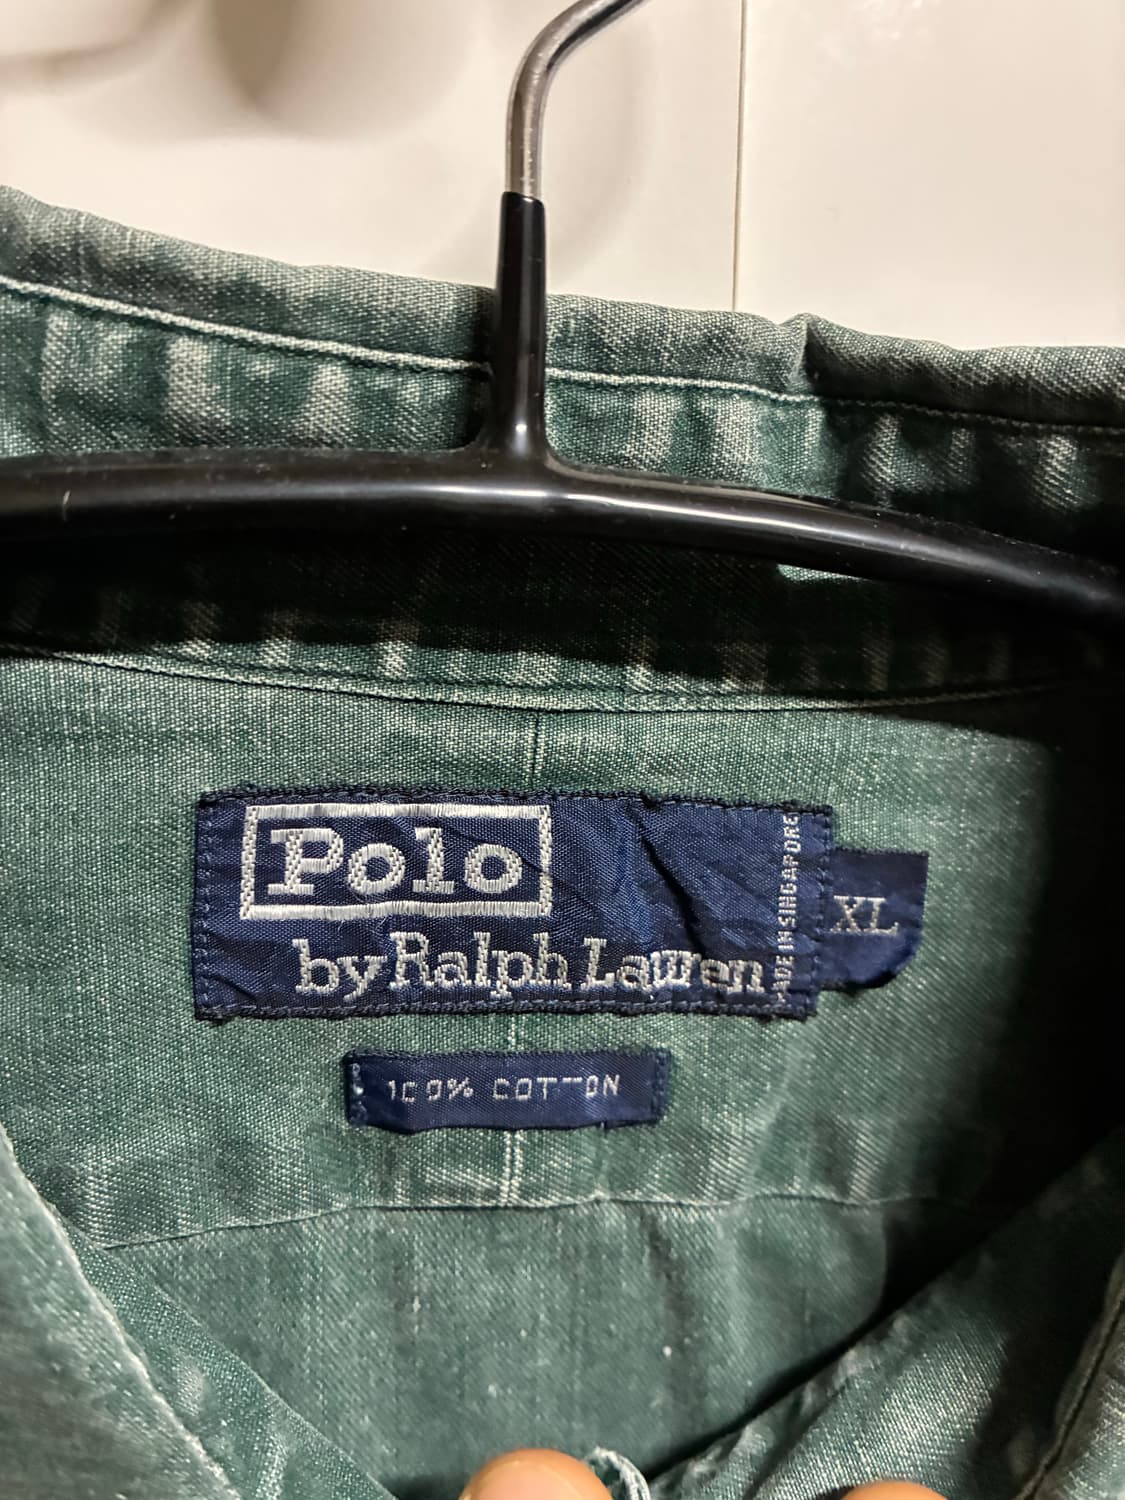 Polo
by Ralph Lauren
MADE IN SINGAPORE
XL
100% COTTON